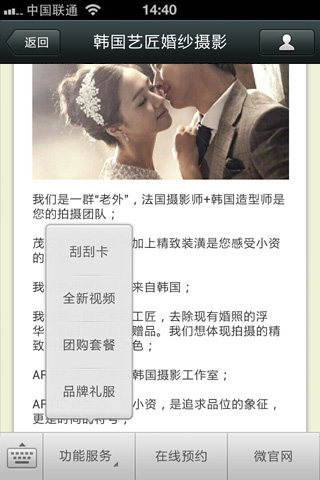 中国联通 14:40
返回 韩国艺匠婚纱摄影
我们是一群“老外”，法国摄影师+韩国造型师是
您的拍摄团队；
茂 加上精致装潢是您感受小资
的
我 来自韩国；
我 工匠，去除现有婚照的浮
华 赠品。我们想体现拍摄的精
致 色；
AF 韩国摄影工作室；
AF 小资，是追求品位的象征，
更是时尚的符号；
刮刮卡
全新视频
团购套餐
品牌礼服
功能服务 在线预约 微官网